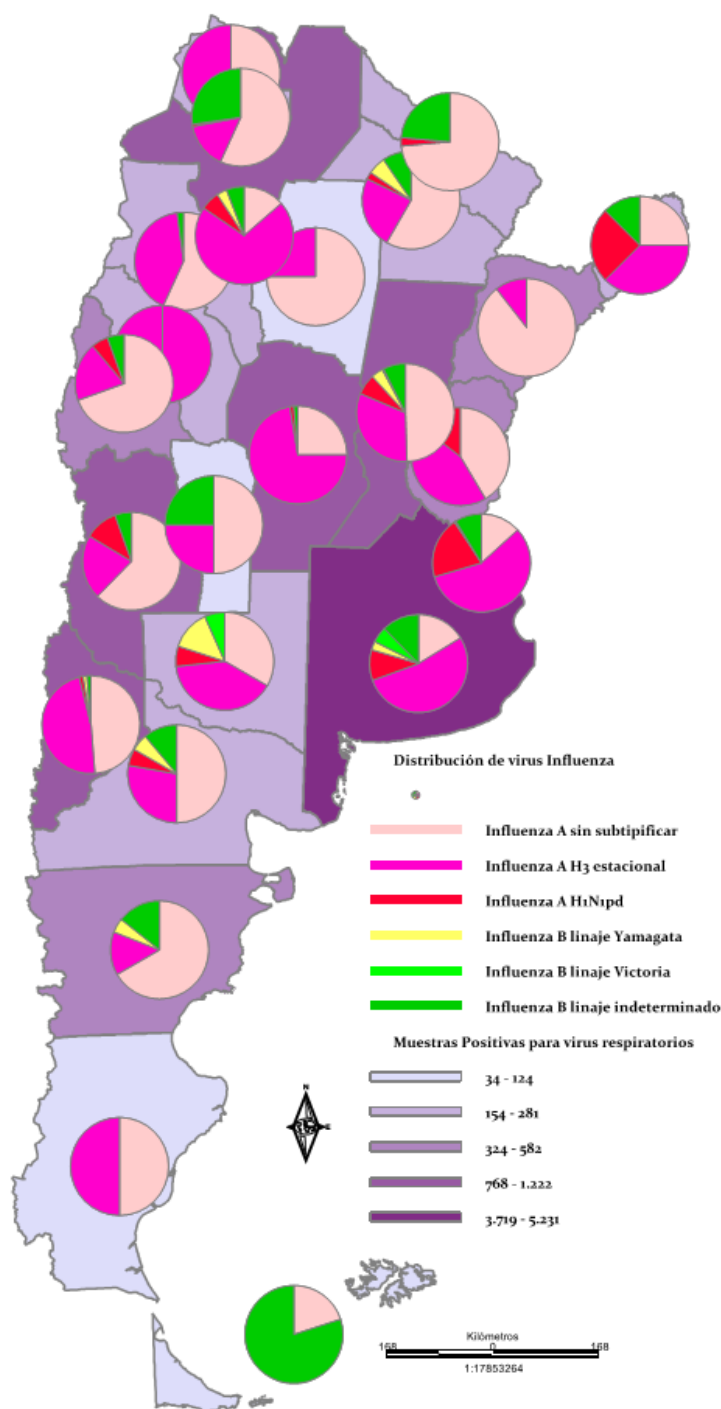 Distribución de virus Influenza
Influenza A sin subtipificar
Influenza A H3 estacional
Influenza A H1N1pd
Influenza B linaje Yamagata
Influenza B linaje Victoria
Influenza B linaje indeterminado
Muestras Positivas para virus respiratorios
34 - 124
154 - 281
324 - 582
768 - 1.222
3.719 - 5.231
N
E
Kilómetros
168 0 168
1:17853264